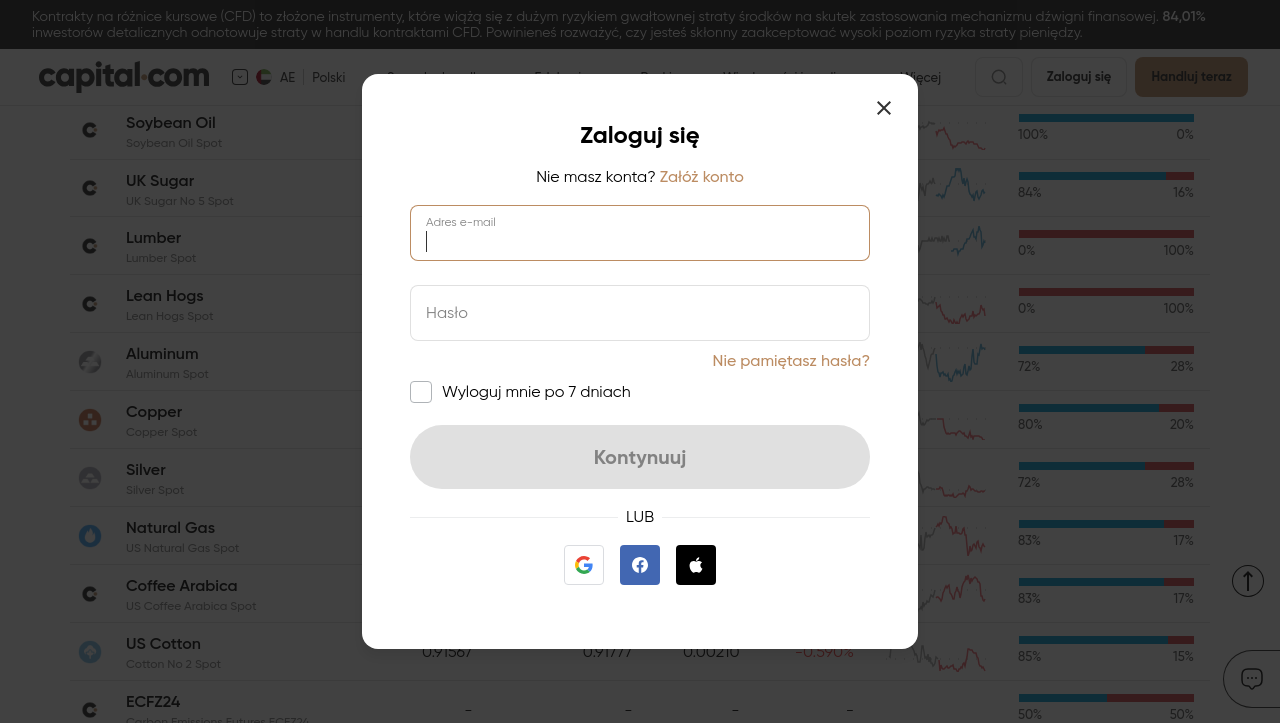 Kontrakty na różnice kursowe (CFD) to złożone instrumenty, które wiążą się z dużym ryzykiem gwałtownej straty środków na skutek zastosowania mechanizmu dźwigni finansowej. 84,01%
inwestorów detalicznych odnotowuje straty w handlu kontraktami CFD. Powinieneś rozważyć, czy jesteś skłonny zaakceptować wysoki poziom ryzyka straty pieniędzy.
capital.com AE Polski
Zaloguj się Handluj teraz
Zaloguj się
Nie masz konta? Załóż konto
Adres e-mail
Hasło
Nie pamiętasz hasła?
Wyloguj mnie po 7 dniach
Kontynuuj
LUB
Soybean Oil
Soybean Oil Spot
100% 0%
UK Sugar
UK Sugar No 5 Spot
84% 16%
Lumber
Lumber Spot
0% 100%
Lean Hogs
Lean Hogs Spot
0% 100%
Aluminum
Aluminum Spot
72% 28%
Copper
Copper Spot
80% 20%
Silver
Silver Spot
72% 28%
Natural Gas
US Natural Gas Spot
83% 17%
Coffee Arabica
US Coffee Arabica Spot
83% 17%
US Cotton
Cotton No 2 Spot
0.91567 0.91777 0.00210 -0.590%
85% 15%
ECFZ24
Carbon Emissions Futures ECFZ24
- - - -
50% 50%